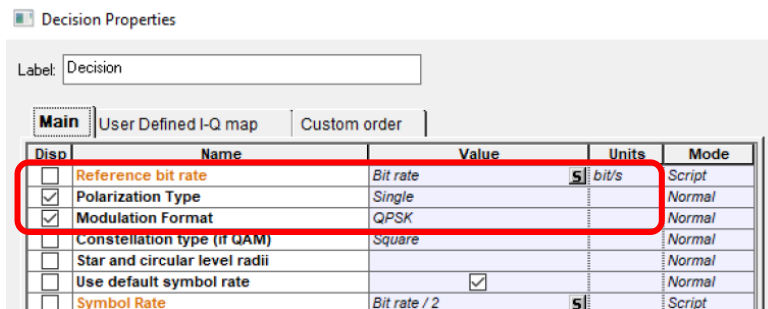 Decision Properties
Label: Decision
Main User Defined I-Q map Custom order
Disp Name Value Units Mode
Reference bit rate Bit rate S bit/s Script
Polarization Type Single Normal
Modulation Format QPSK Normal
Constellation type (if QAM) Square Normal
Star and circular level radii Normal
Use default symbol rate Normal
Symbol Rate Bit rate / 2 S Script